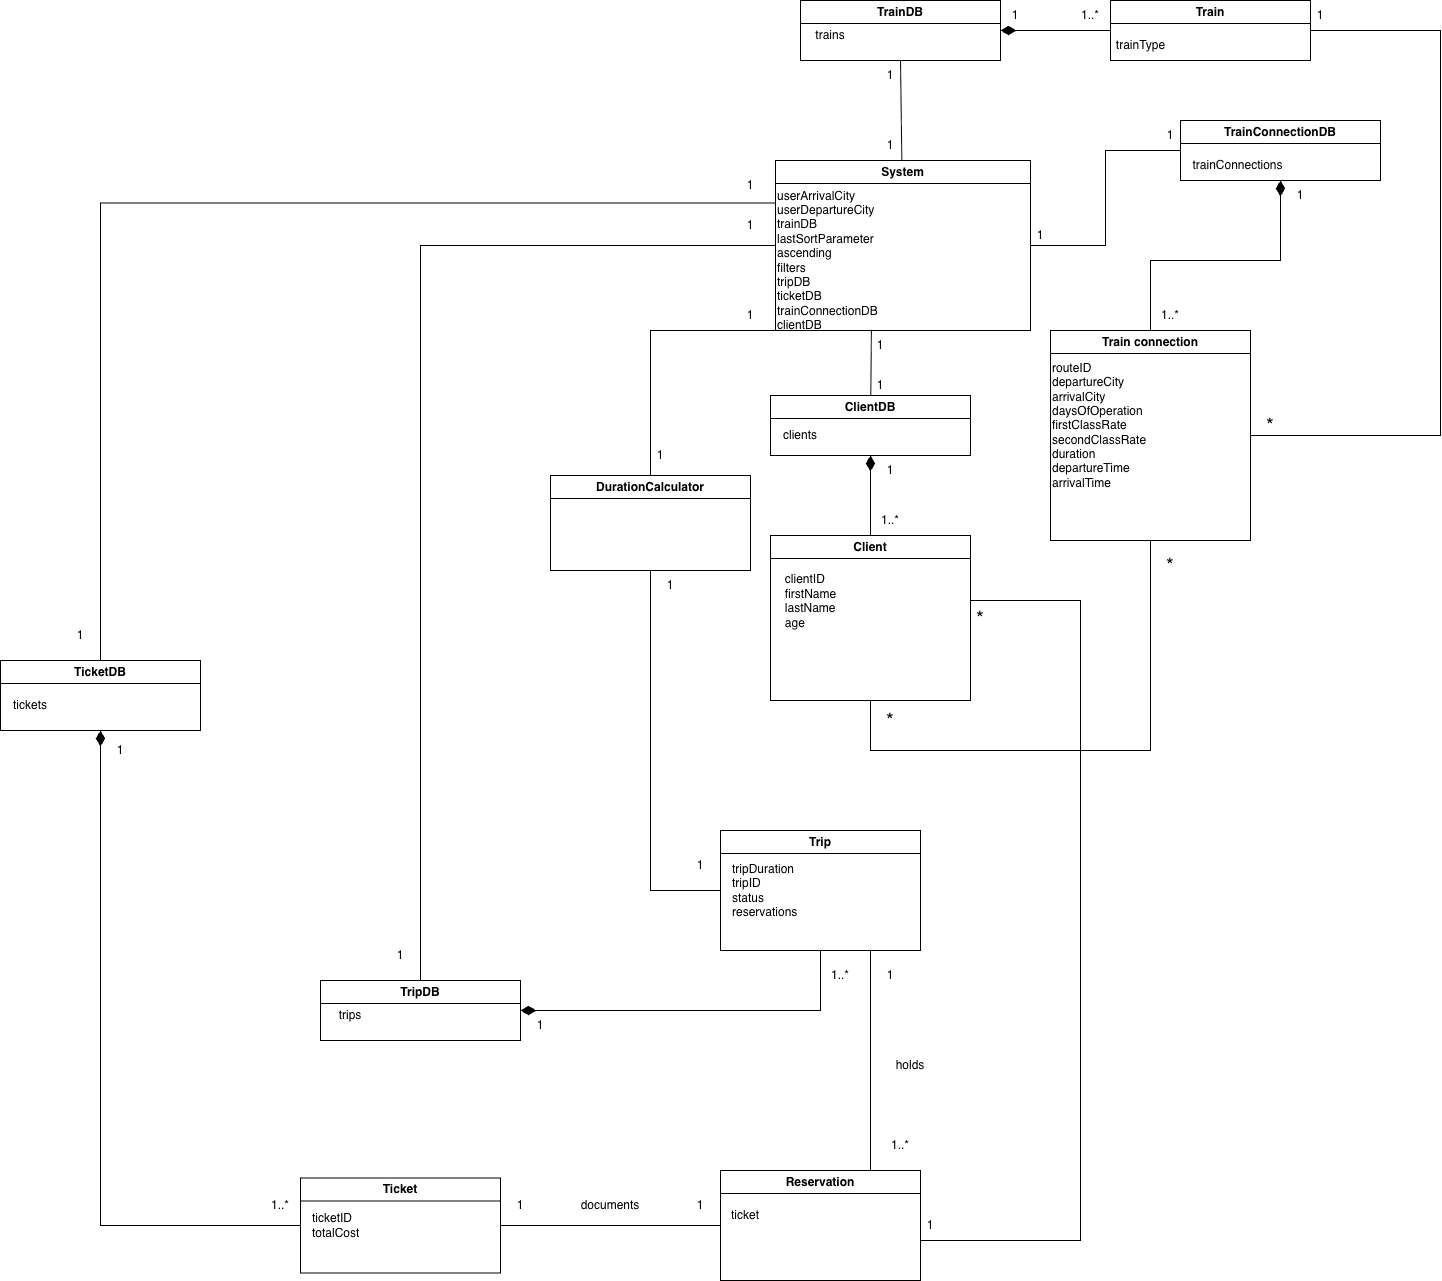 TrainDB
trains
1
1..*
Train
trainType
1
1
1
TrainConnectionDB
trainConnections
1
1
System
userArrivalCity
userDepartureCity
trainDB
lastSortParameter
ascending
filters
tripDB
ticketDB
trainConnectionDB
clientDB
1
1
1
1
1..*
Train connection
routeID
departureCity
arrivalCity
daysOfOperation
firstClassRate
secondClassRate
duration
departureTime
arrivalTime
*
*
1
1
ClientDB
clients
1
1..*
1
DurationCalculator
1
Client
clientID
firstName
lastName
age
*
*
1
TicketDB
tickets
1
Trip
tripDuration
tripID
status
reservations
1
1..*
1
1
TripDB
trips
1
holds
1..*
1..*
Ticket
ticketID
totalCost
1
documents
1
Reservation
ticket
1